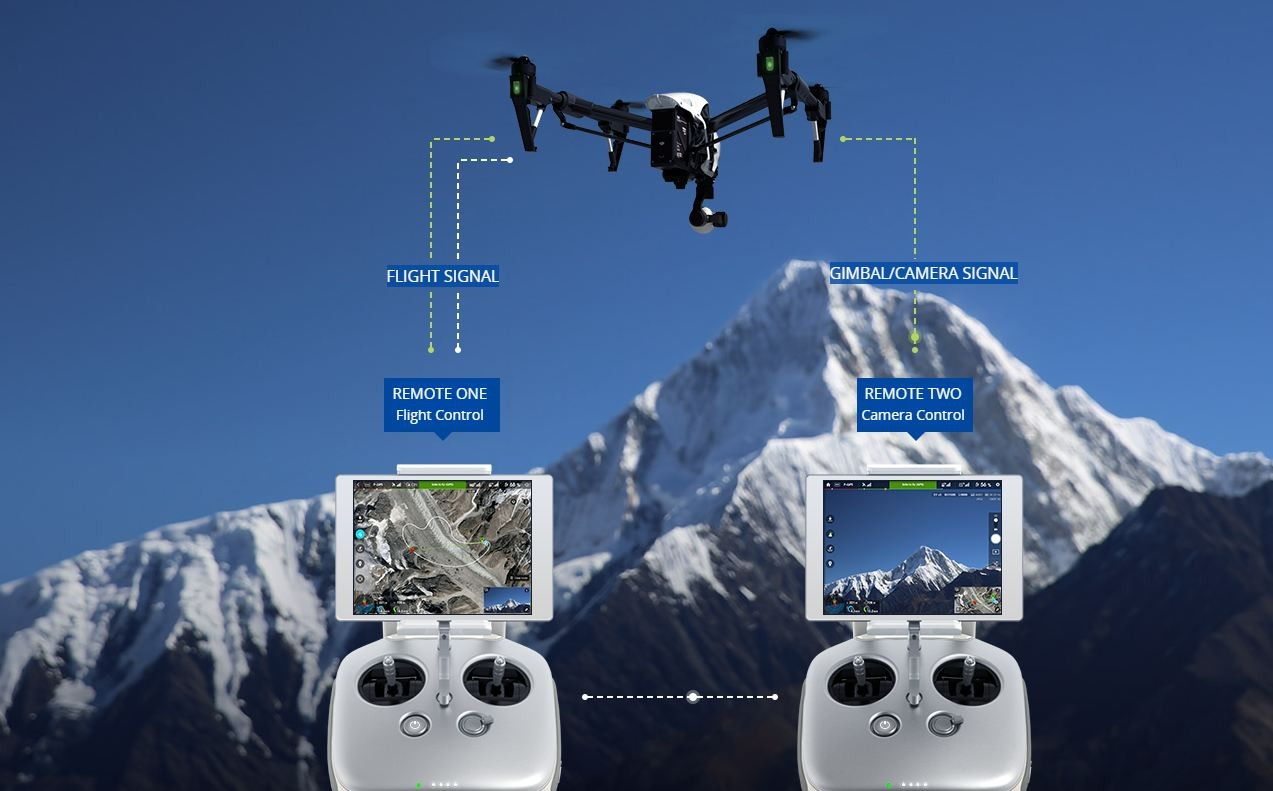 FLIGHT SIGNAL
GIMBAL/CAMERA SIGNAL
REMOTE ONE
Flight Control
REMOTE TWO
Camera Control